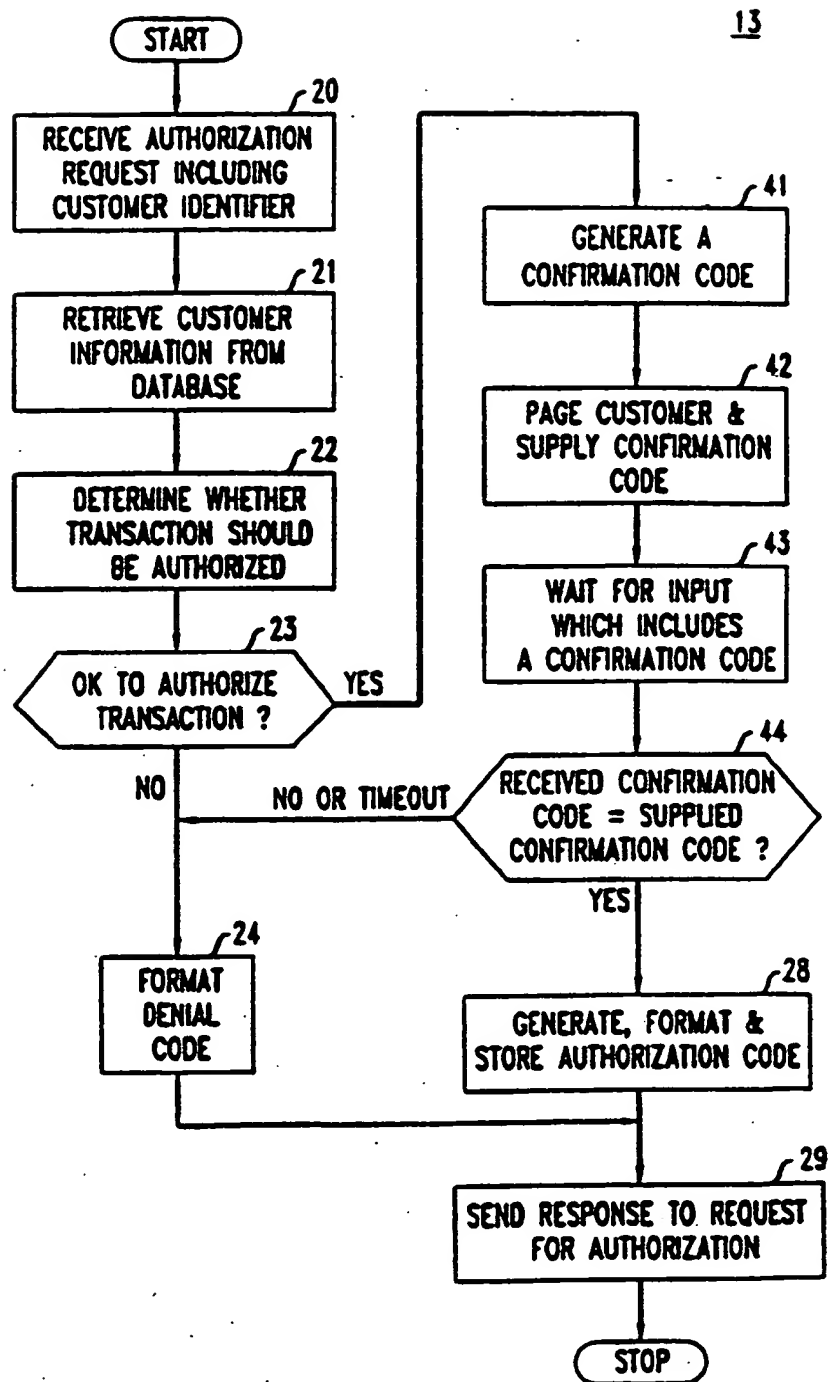 13
START
20
RECEIVE AUTHORIZATION
REQUEST INCLUDING
CUSTOMER IDENTIFIER
21
RETRIEVE CUSTOMER
INFORMATION FROM
DATABASE
22
DETERMINE WHETHER
TRANSACTION SHOULD
BE AUTHORIZED
23
OK TO AUTHORIZE
TRANSACTION ?
YES
NO
24
FORMAT
DENIAL
CODE
41
GENERATE A
CONFIRMATION CODE
42
PAGE CUSTOMER &
SUPPLY CONFIRMATION
CODE
43
WAIT FOR INPUT
WHICH INCLUDES
A CONFIRMATION CODE
44
RECEIVED CONFIRMATION
CODE = SUPPLIED
CONFIRMATION CODE ?
NO OR TIMEOUT
YES
28
GENERATE, FORMAT &
STORE AUTHORIZATION CODE
29
SEND RESPONSE TO REQUEST
FOR AUTHORIZATION
STOP